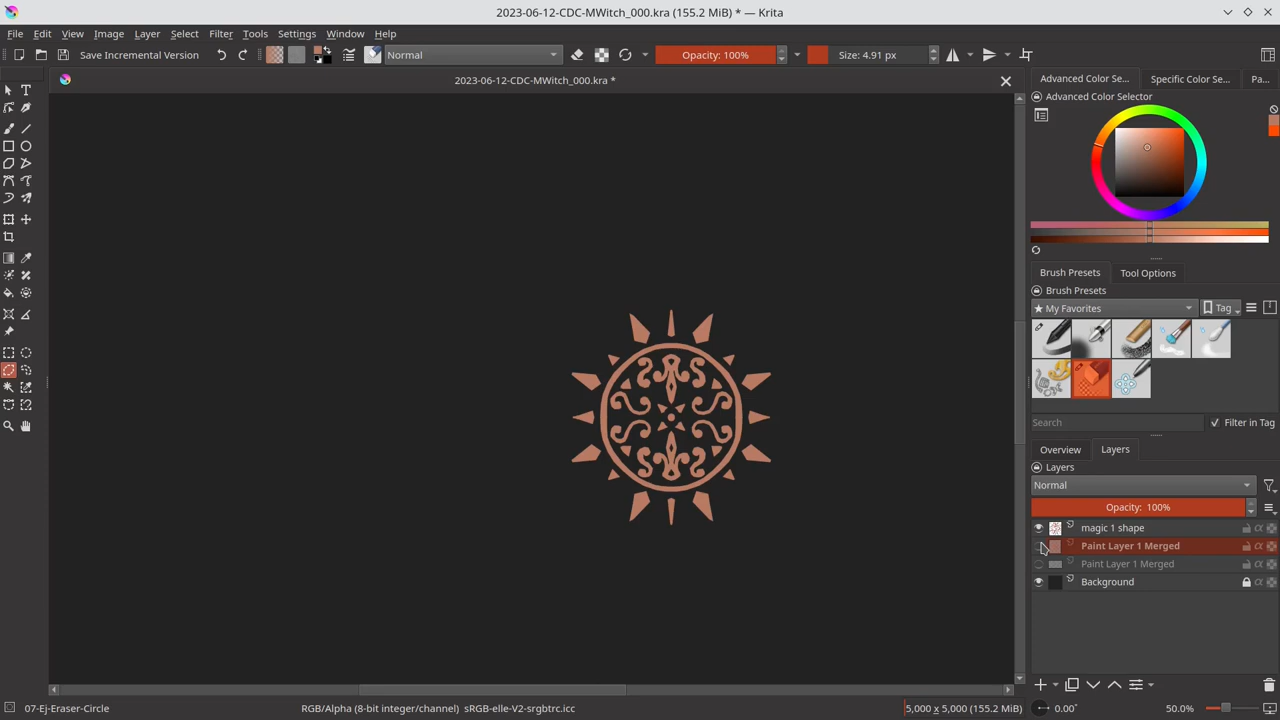 2023-06-12-CDC-MWitch_000.kra (155.2 MiB) * — Krita
File Edit View Image Layer Select Filter Tools Settings Window Help
Save Incremental Version Normal Opacity: 100% Size: 4.91 px
2023-06-12-CDC-MWitch_000.kra *
Advanced Color Se... Specific Color Se... Pa...
Advanced Color Selector
Brush Presets Tool Options
Brush Presets
★ My Favorites Tag
Search Filter in Tag
Overview Layers
Layers
Normal
Opacity: 100%
magic 1 shape
Paint Layer 1 Merged
Paint Layer 1 Merged
Background
07-Ej-Eraser-Circle RGB/Alpha (8-bit integer/channel) sRGB-elle-V2-srgbtrc.icc 5,000 x 5,000 (155.2 MiB) 0.00° 50.0%